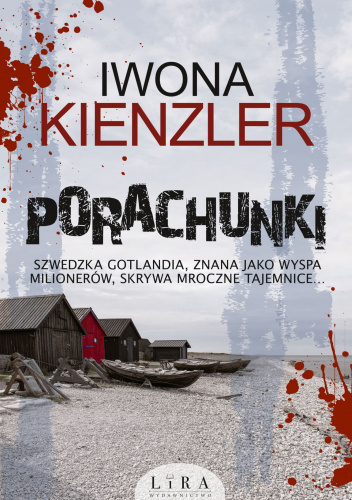 IWONA
KIENZLER
PORACHUNKI
SZWEDZKA GOTLANDIA, ZNANA JAKO WYSPA
MILIONERÓW, SKRYWA MROCZNE TAJEMNICE...
LIRA
WYDAWNICTWO